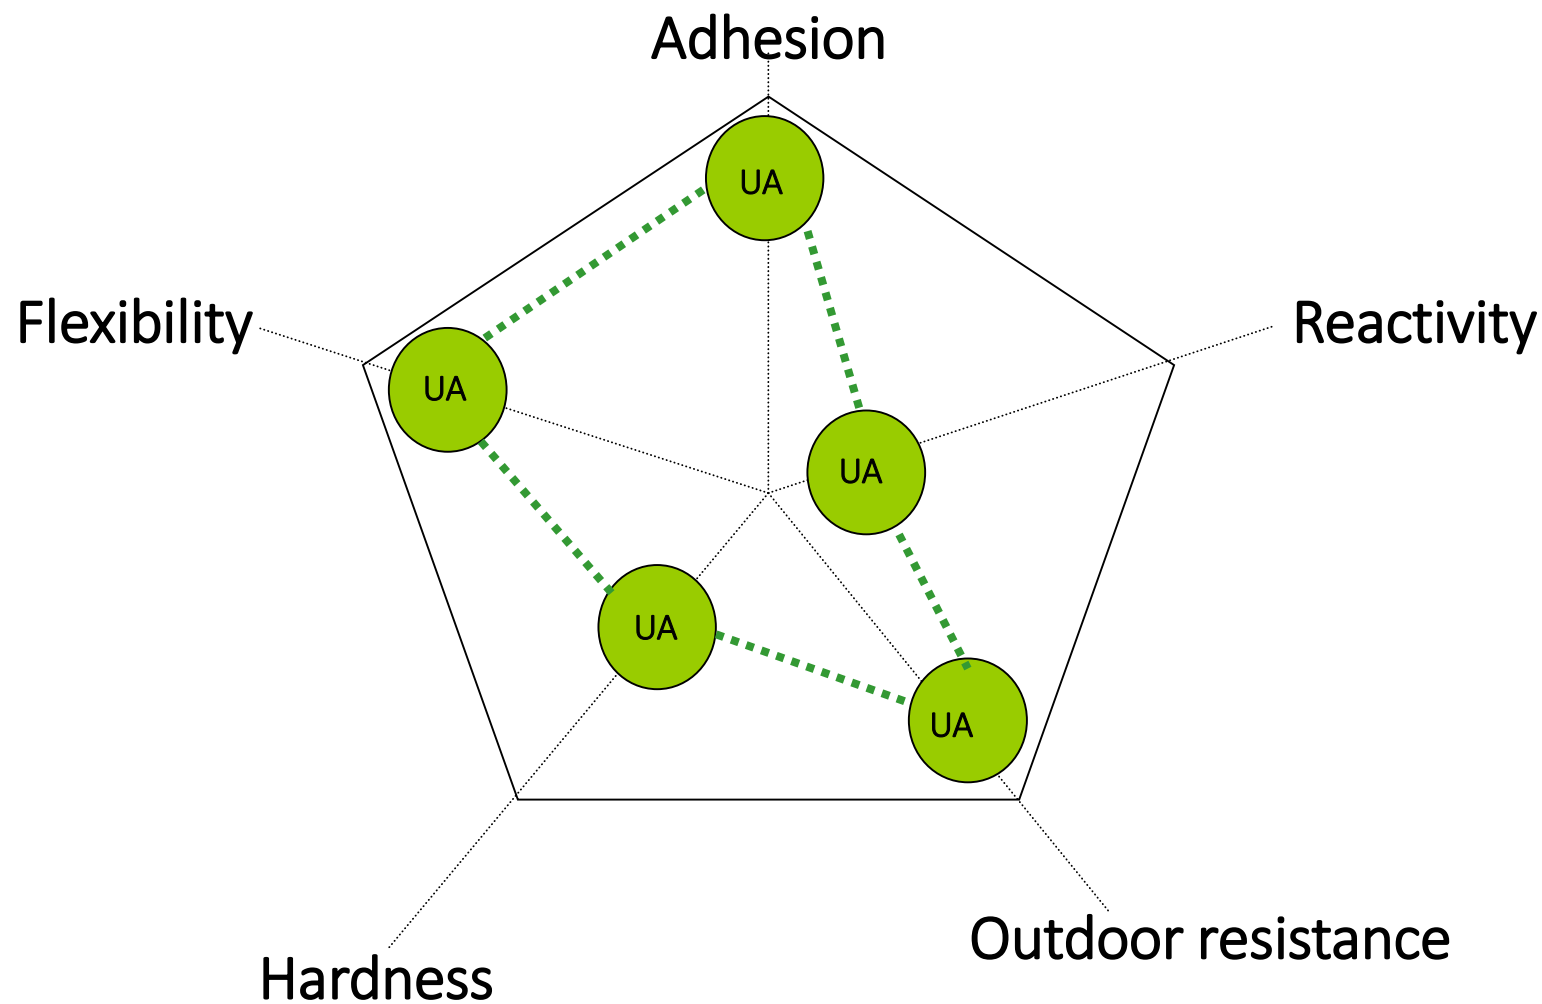 Adhesion
UA
Flexibility
Reactivity
UA
UA
UA
UA
Outdoor resistance
Hardness